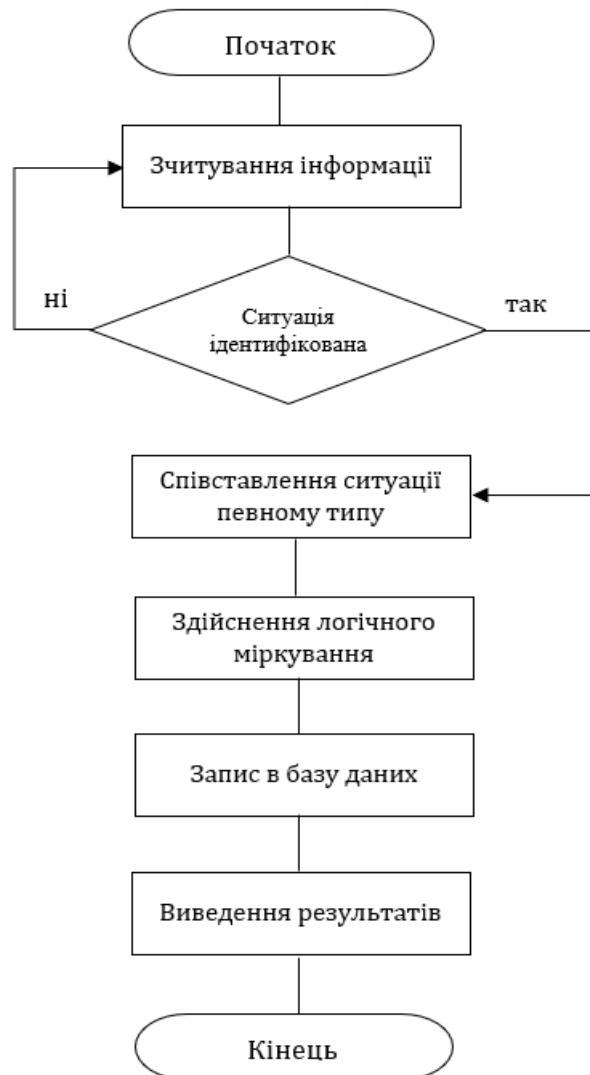 Початок
Зчитування інформації
ні
так
Ситуація
ідентифікована
Співставлення ситуації
певному типу
Здійснення логічного
міркування
Запис в базу даних
Виведення результатів
Кінець